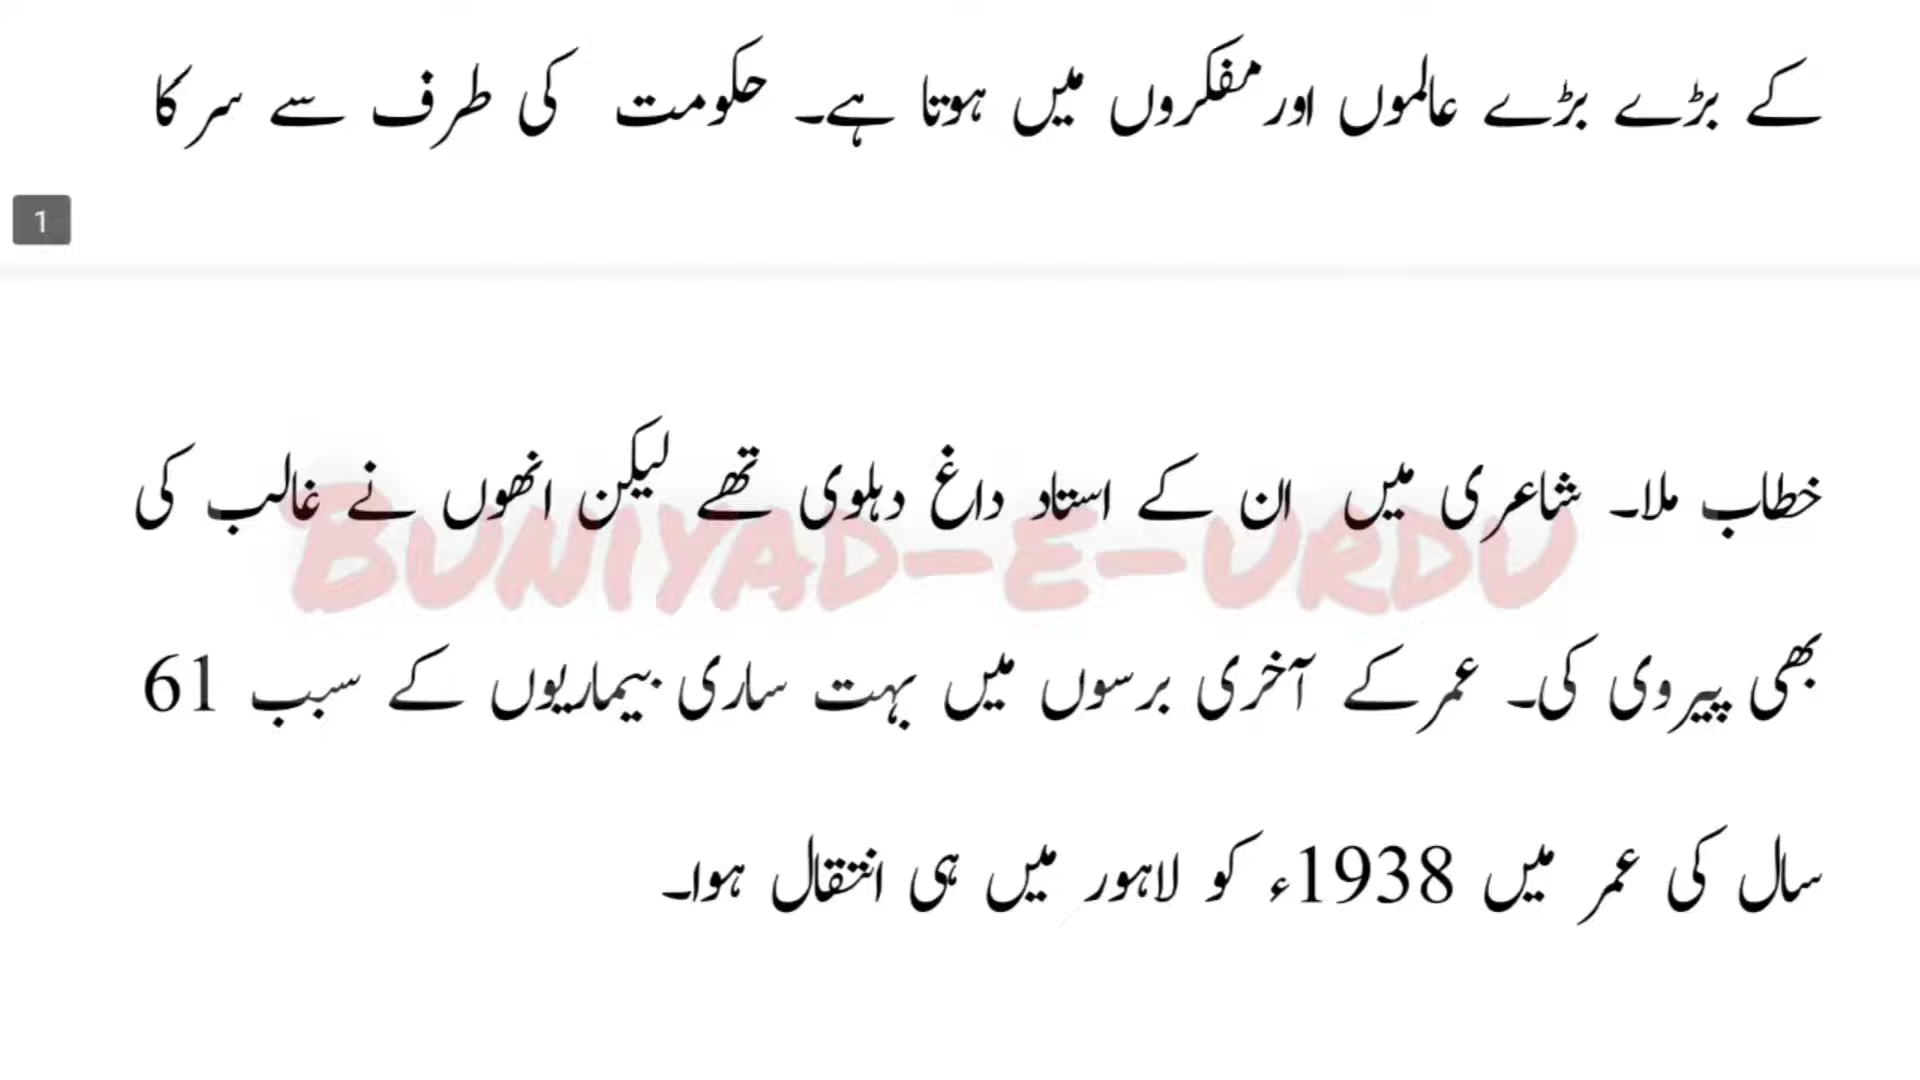 کے بڑے بڑے عالموں اور مفکروں میں ہوتا ہے۔ حکومت کی طرف سے سر کا
1
خطاب ملا۔ شاعری میں ان کے استاد داغ دہلوی تھے لیکن انھوں نے غالب کی
BUNIYAD-E-URDU
بھی پیروی کی۔ عمر کے آخری برسوں میں بہت ساری بیماریوں کے سبب 61
سال کی عمر میں 1938ء کو لاہور میں ہی انتقال ہوا۔